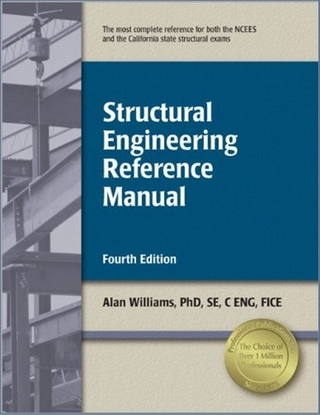 The most complete reference for both the NCEES
and the California state structural exams
Structural
Engineering
Reference
Manual
Fourth Edition
Alan Williams, PhD, SE, C ENG, FICE
The Choice of
Over 1 Million
Professionals